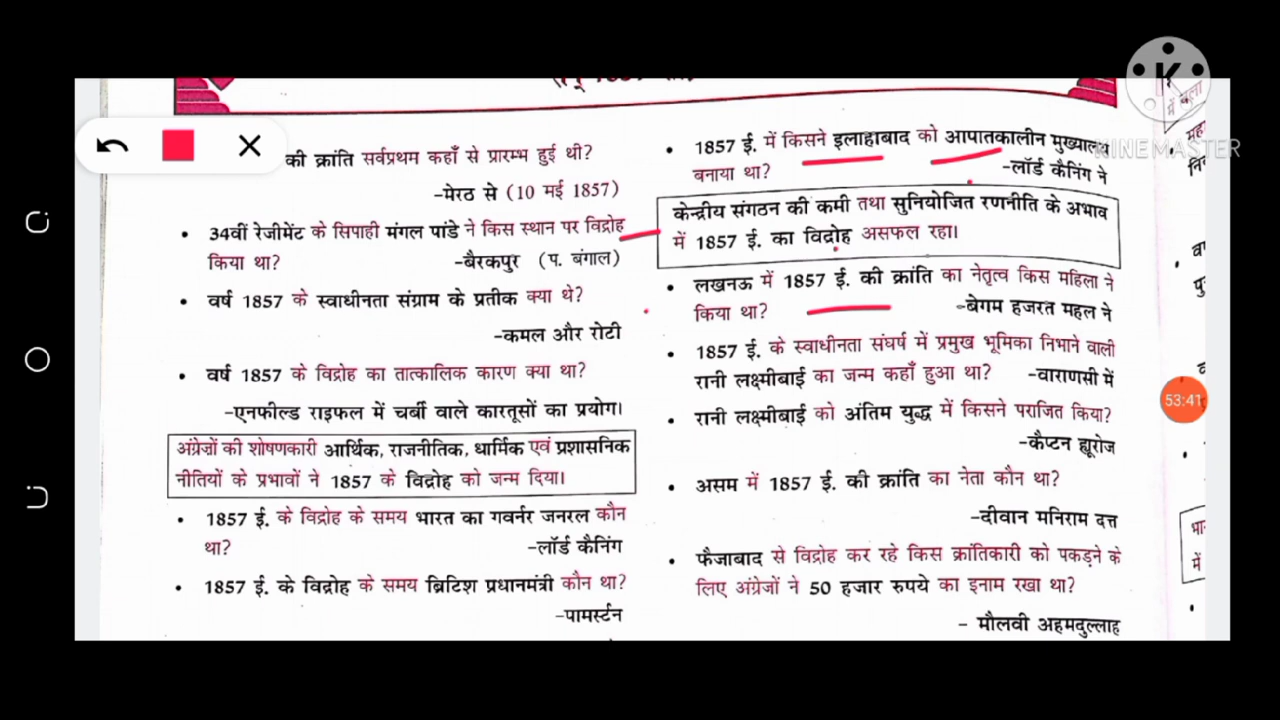 की क्रांति सर्वप्रथम कहाँ से प्रारम्भ हुई थी?
-मेरठ से (10 मई 1857)
• 34वीं रेजीमेंट के सिपाही मंगल पांडे ने किस स्थान पर विद्रोह
किया था? -बैरकपुर (प. बंगाल)
• वर्ष 1857 के स्वाधीनता संग्राम के प्रतीक क्या थे?
-कमल और रोटी
• वर्ष 1857 के विद्रोह का तात्कालिक कारण क्या था?
-एनफील्ड राइफल में चर्बी वाले कारतूसों का प्रयोग।
अंग्रेजों की शोषणकारी आर्थिक, राजनीतिक, धार्मिक एवं प्रशासनिक
नीतियों के प्रभावों ने 1857 के विद्रोह को जन्म दिया।
• 1857 ई. के विद्रोह के समय भारत का गवर्नर जनरल कौन
था? -लॉर्ड कैनिंग
• 1857 ई. के विद्रोह के समय ब्रिटिश प्रधानमंत्री कौन था?
-पामर्स्टन
• 1857 ई. में किसने इलाहाबाद को आपातकालीन मुख्यालय
बनाया था? -लॉर्ड कैनिंग ने
केन्द्रीय संगठन की कमी तथा सुनियोजित रणनीति के अभाव
में 1857 ई. का विद्रोह असफल रहा।
• लखनऊ में 1857 ई. की क्रांति का नेतृत्व किस महिला ने
किया था? -बेगम हजरत महल ने
• 1857 ई. के स्वाधीनता संघर्ष में प्रमुख भूमिका निभाने वाली
रानी लक्ष्मीबाई का जन्म कहाँ हुआ था? -वाराणसी में
• रानी लक्ष्मीबाई को अंतिम युद्ध में किसने पराजित किया?
-कैप्टन ह्यूरोज
• असम में 1857 ई. की क्रांति का नेता कौन था?
-दीवान मनिराम दत्त
• फैजाबाद से विद्रोह कर रहे किस क्रांतिकारी को पकड़ने के
लिए अंग्रेजों ने 50 हजार रुपये का इनाम रखा था?
- मौलवी अहमदुल्लाह
KINEMASTER
53:41